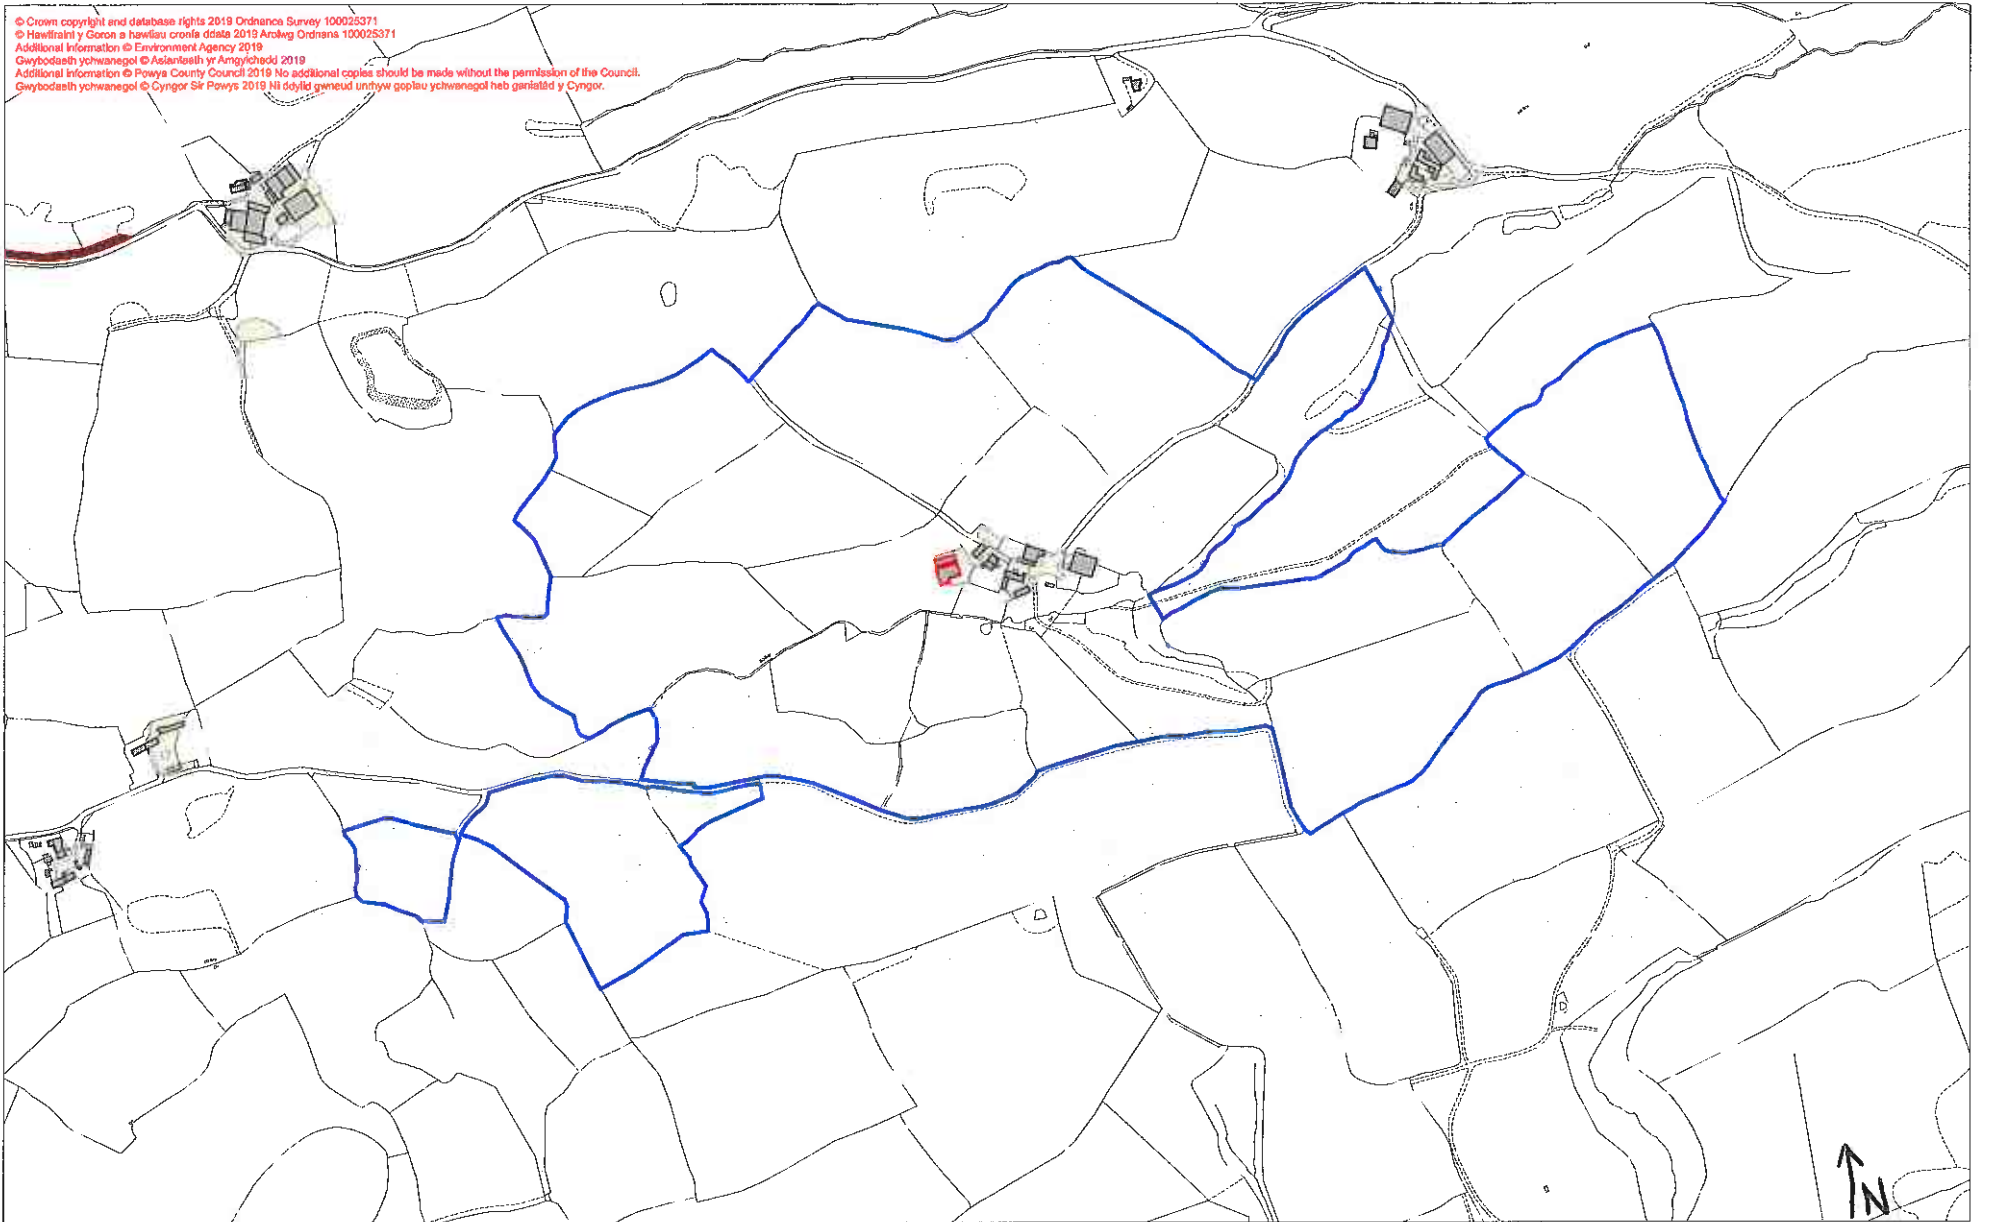 © Crown copyright and database rights 2019 Ordnance Survey 100025371
© Hawlfraint y Goron a hawliau cronfa ddata 2019 Arolwg Ordnans 100025371
Additional Information © Environment Agency 2019
Gwybodaeth ychwanegol © Asiantaeth yr Amgylchedd 2019
Additional Information © Powys County Council 2019 No additional copies should be made without the permission of the Council.
Gwybodaeth ychwanegol © Cyngor Sir Powys 2019 Ni ddylid gwneud unrhyw gopïau ychwanegol heb ganiatâd y Cyngor.
N